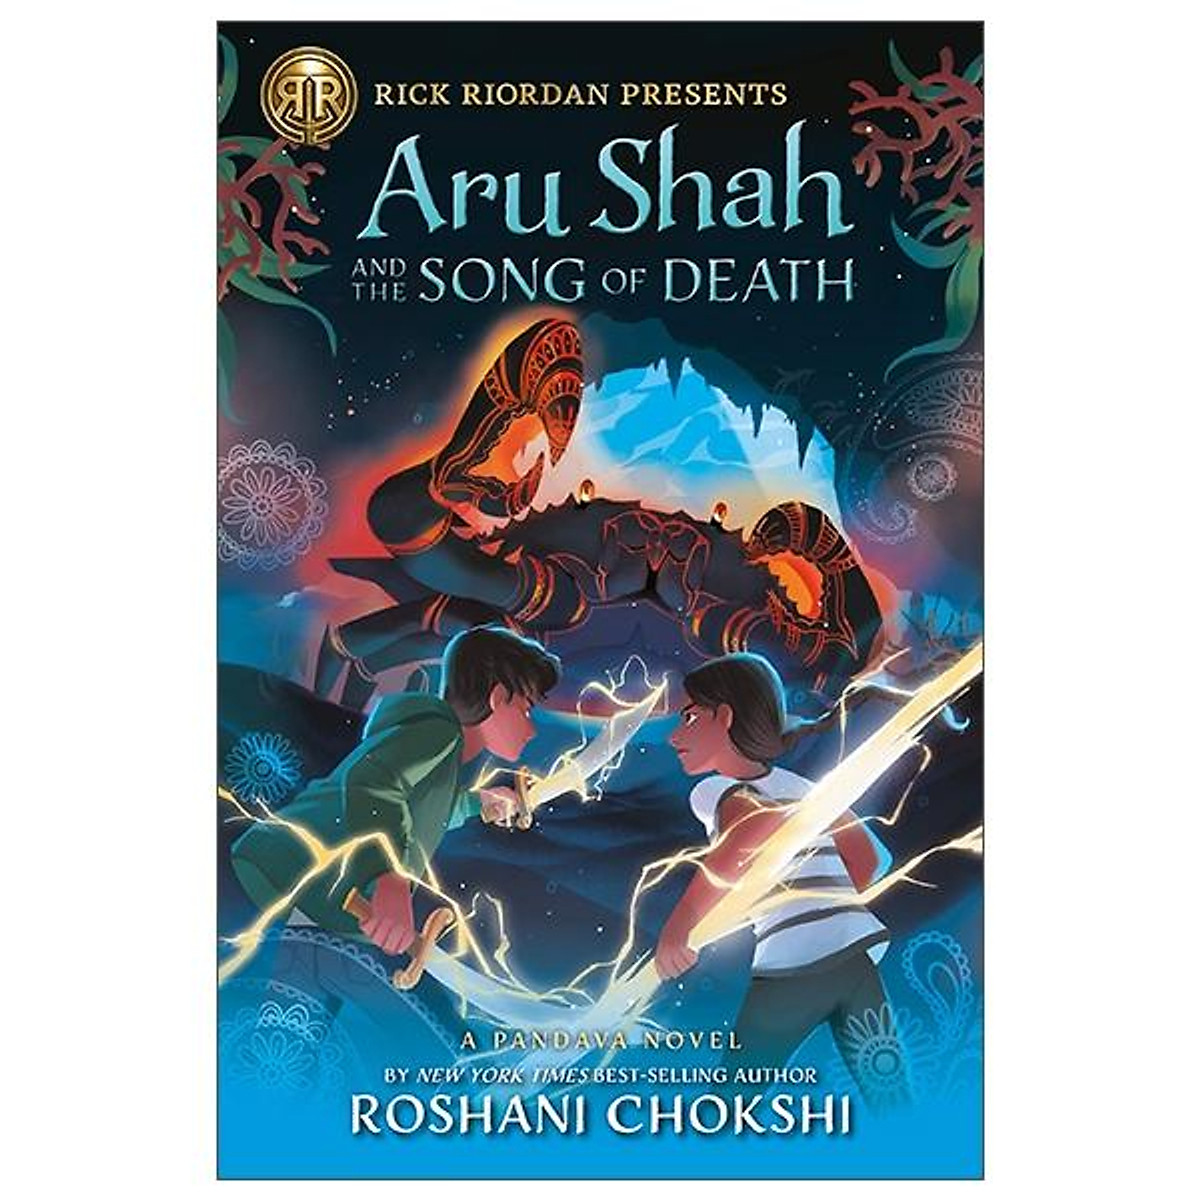 RR
RICK RIORDAN PRESENTS
Aru Shah
AND THE SONG OF DEATH
A PANDAVA NOVEL
BY NEW YORK TIMES BEST-SELLING AUTHOR
ROSHANI CHOKSHI